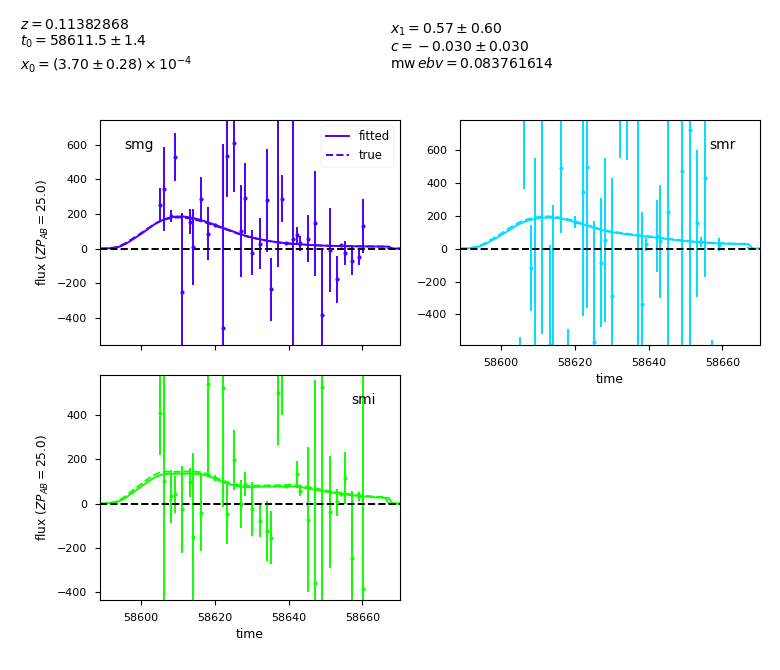 z = 0.11382868
t₀ = 58611.5 ± 1.4
x₀ = (3.70 ± 0.28) × 10⁻⁴
x₁ = 0.57 ± 0.60
c = −0.030 ± 0.030
mw ebv = 0.083761614
smg
fitted
true
600
400
200
0
−200
−400
flux (ZP_AB = 25.0)
smr
600
400
200
0
−200
−400
58600 58620 58640 58660
time
smi
400
200
0
−200
−400
flux (ZP_AB = 25.0)
58600 58620 58640 58660
time